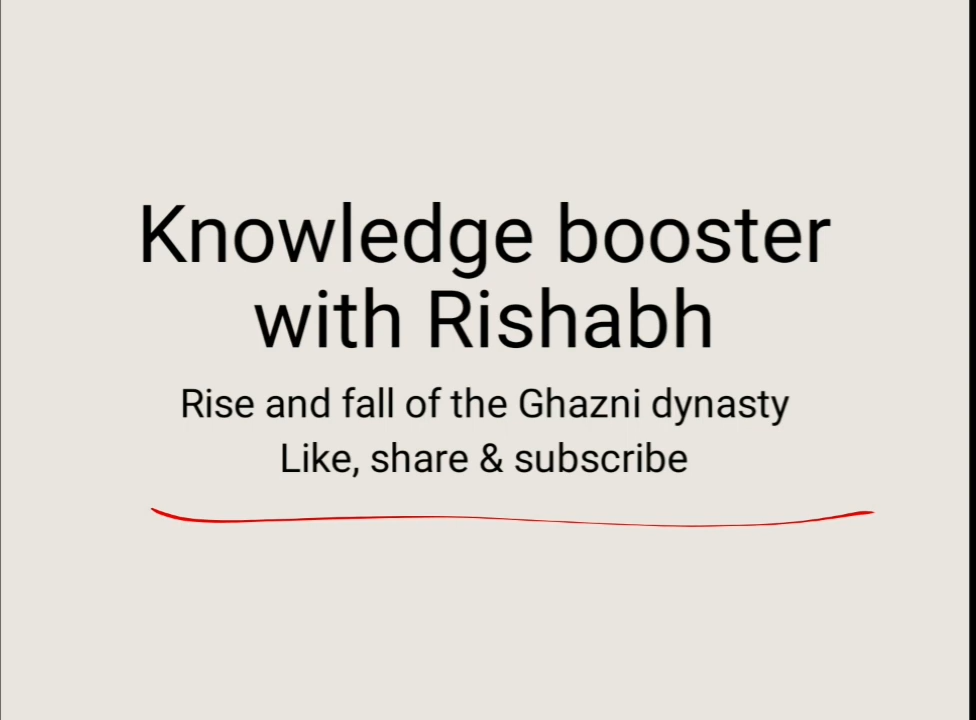 Knowledge booster
with Rishabh
Rise and fall of the Ghazni dynasty
Like, share & subscribe